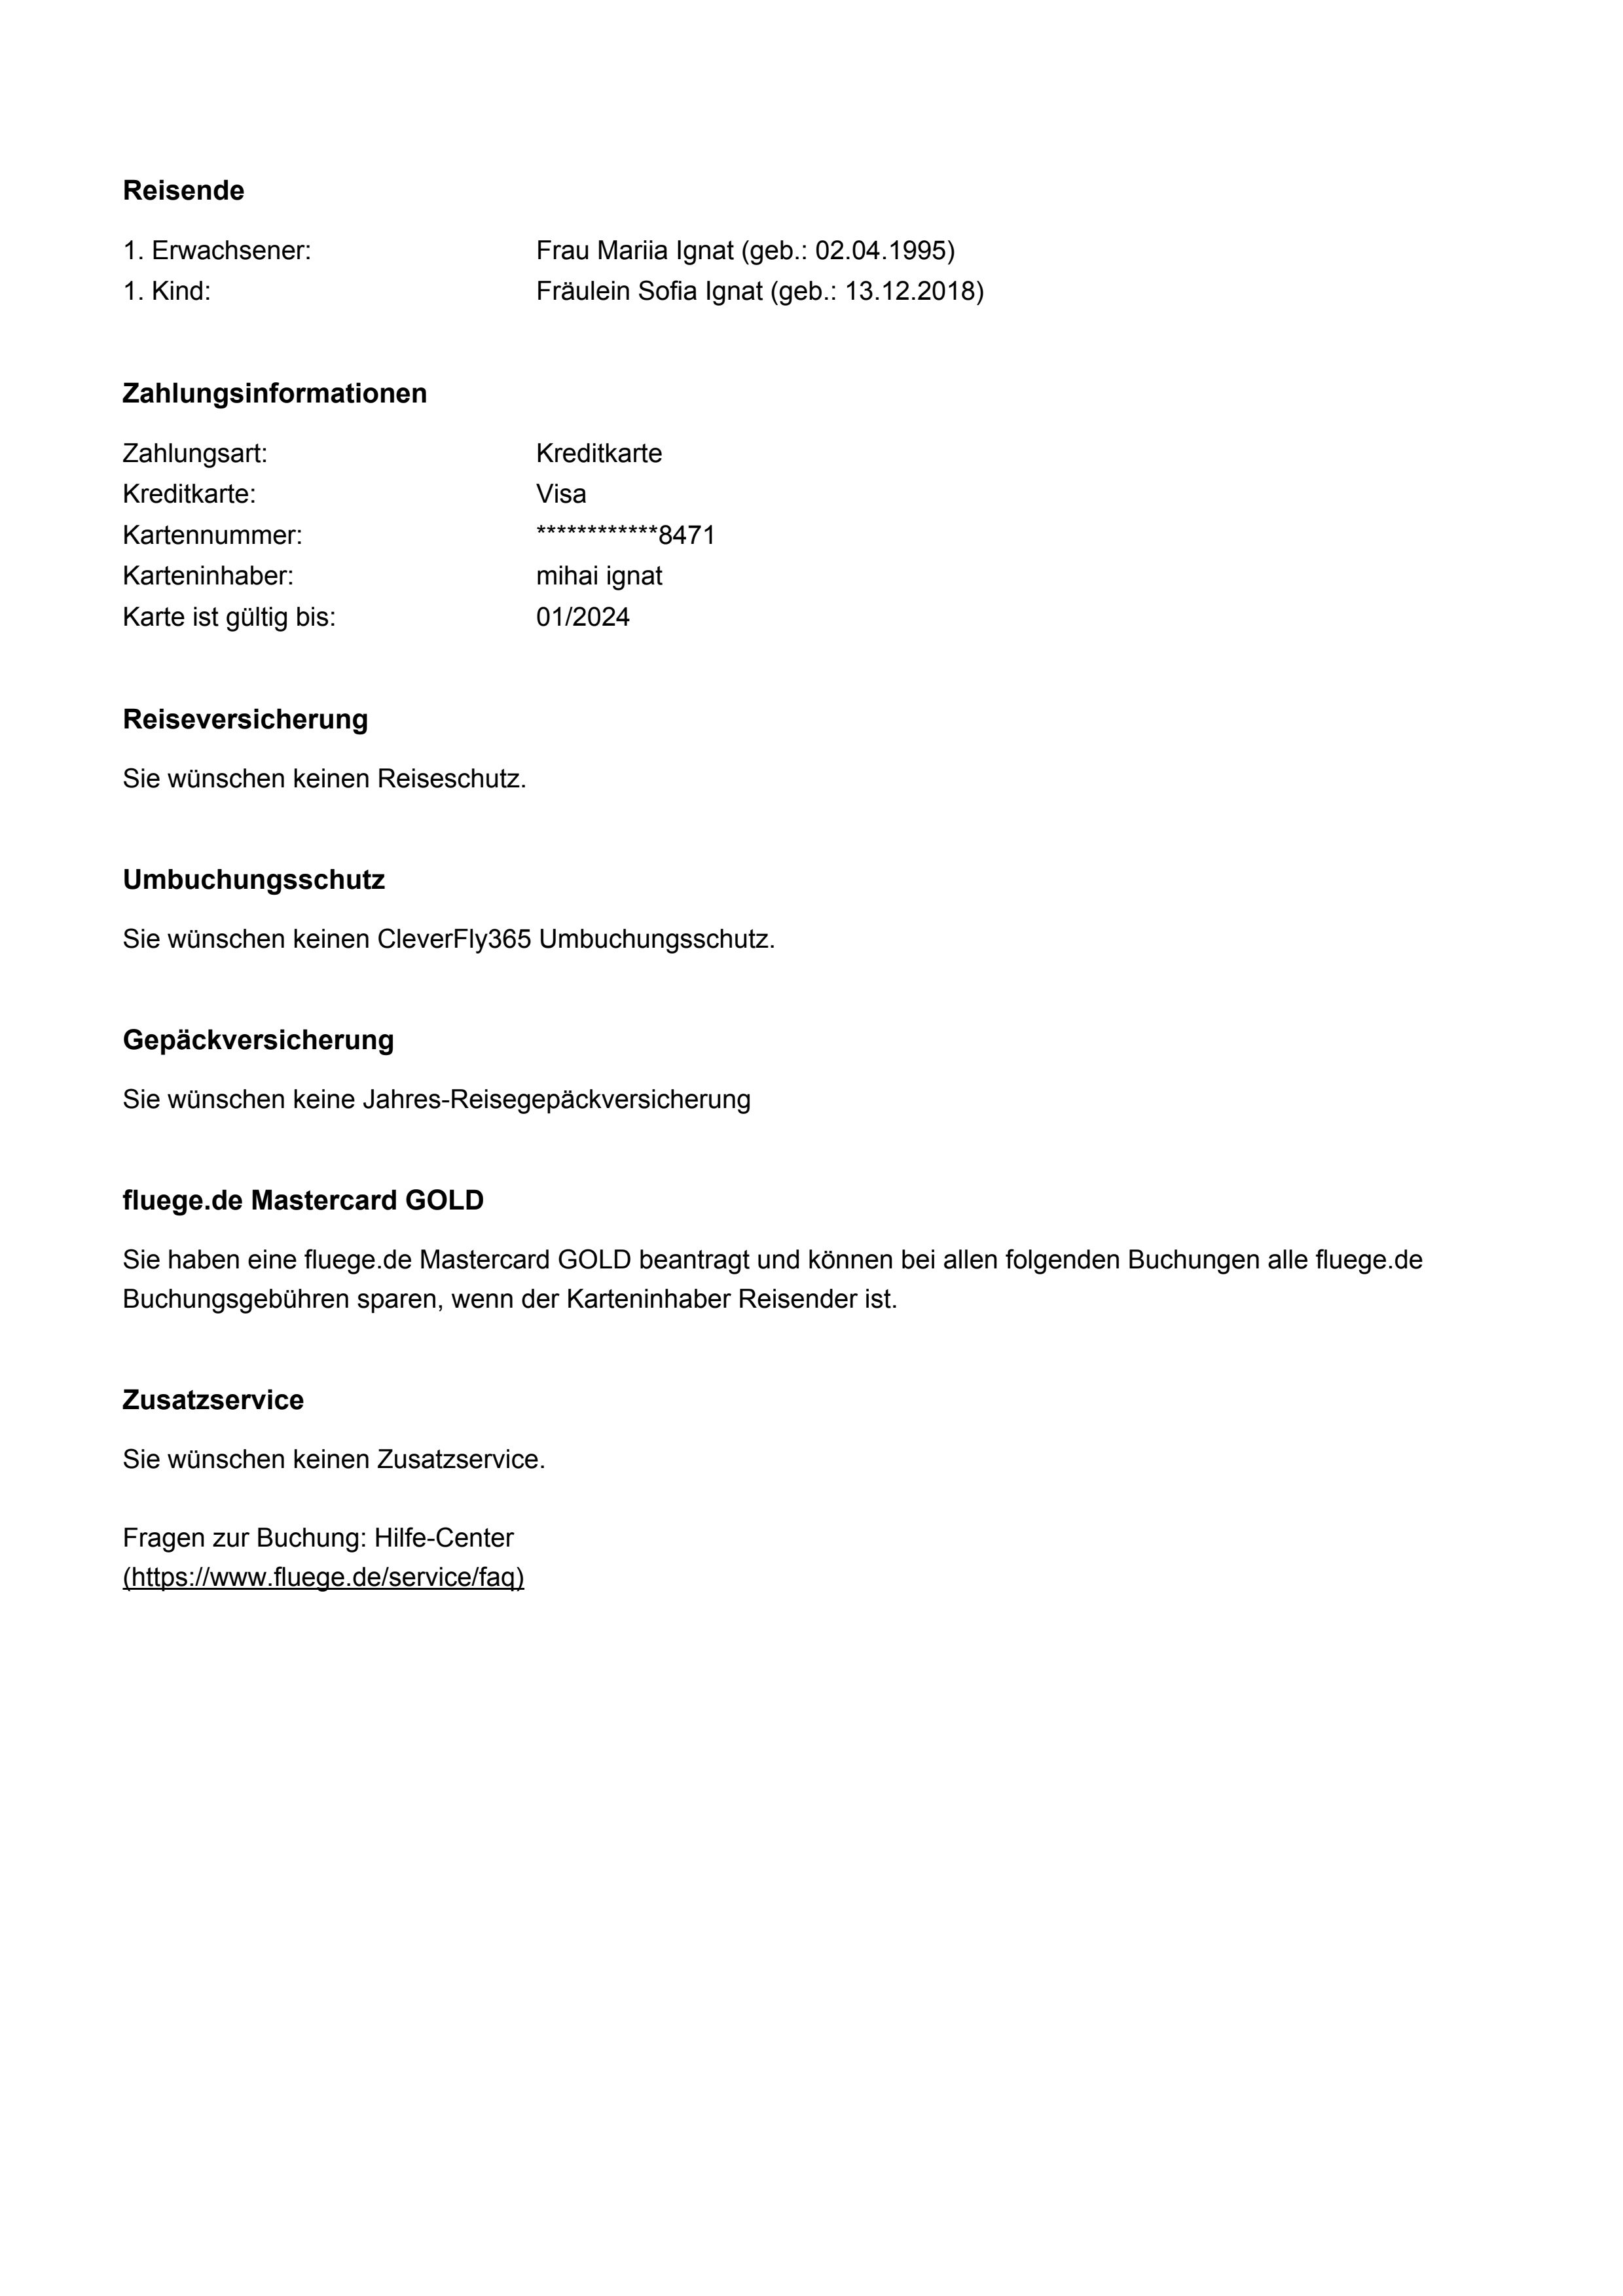 Reisende
1. Erwachsener: Frau Mariia Ignat (geb.: 02.04.1995)
1. Kind: Fräulein Sofia Ignat (geb.: 13.12.2018)
Zahlungsinformationen
Zahlungsart: Kreditkarte
Kreditkarte: Visa
Kartennummer: ************8471
Karteninhaber: mihai ignat
Karte ist gültig bis: 01/2024
Reiseversicherung
Sie wünschen keinen Reiseschutz.
Umbuchungsschutz
Sie wünschen keinen CleverFly365 Umbuchungsschutz.
Gepäckversicherung
Sie wünschen keine Jahres-Reisegepäckversicherung
fluege.de Mastercard GOLD
Sie haben eine fluege.de Mastercard GOLD beantragt und können bei allen folgenden Buchungen alle fluege.de
Buchungsgebühren sparen, wenn der Karteninhaber Reisender ist.
Zusatzservice
Sie wünschen keinen Zusatzservice.
Fragen zur Buchung: Hilfe-Center
(https://www.fluege.de/service/faq)